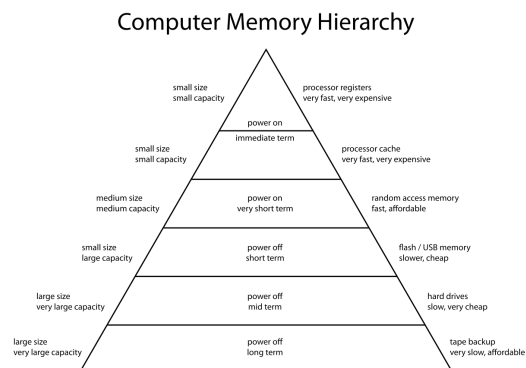 Computer Memory Hierarchy
small size
small capacity
processor registers
very fast, very expensive
power on
immediate term
small size
small capacity
processor cache
very fast, very expensive
medium size
medium capacity
power on
very short term
random access memory
fast, affordable
small size
large capacity
power off
short term
flash / USB memory
slower, cheap
large size
very large capacity
power off
mid term
hard drives
slow, very cheap
large size
very large capacity
power off
long term
tape backup
very slow, affordable